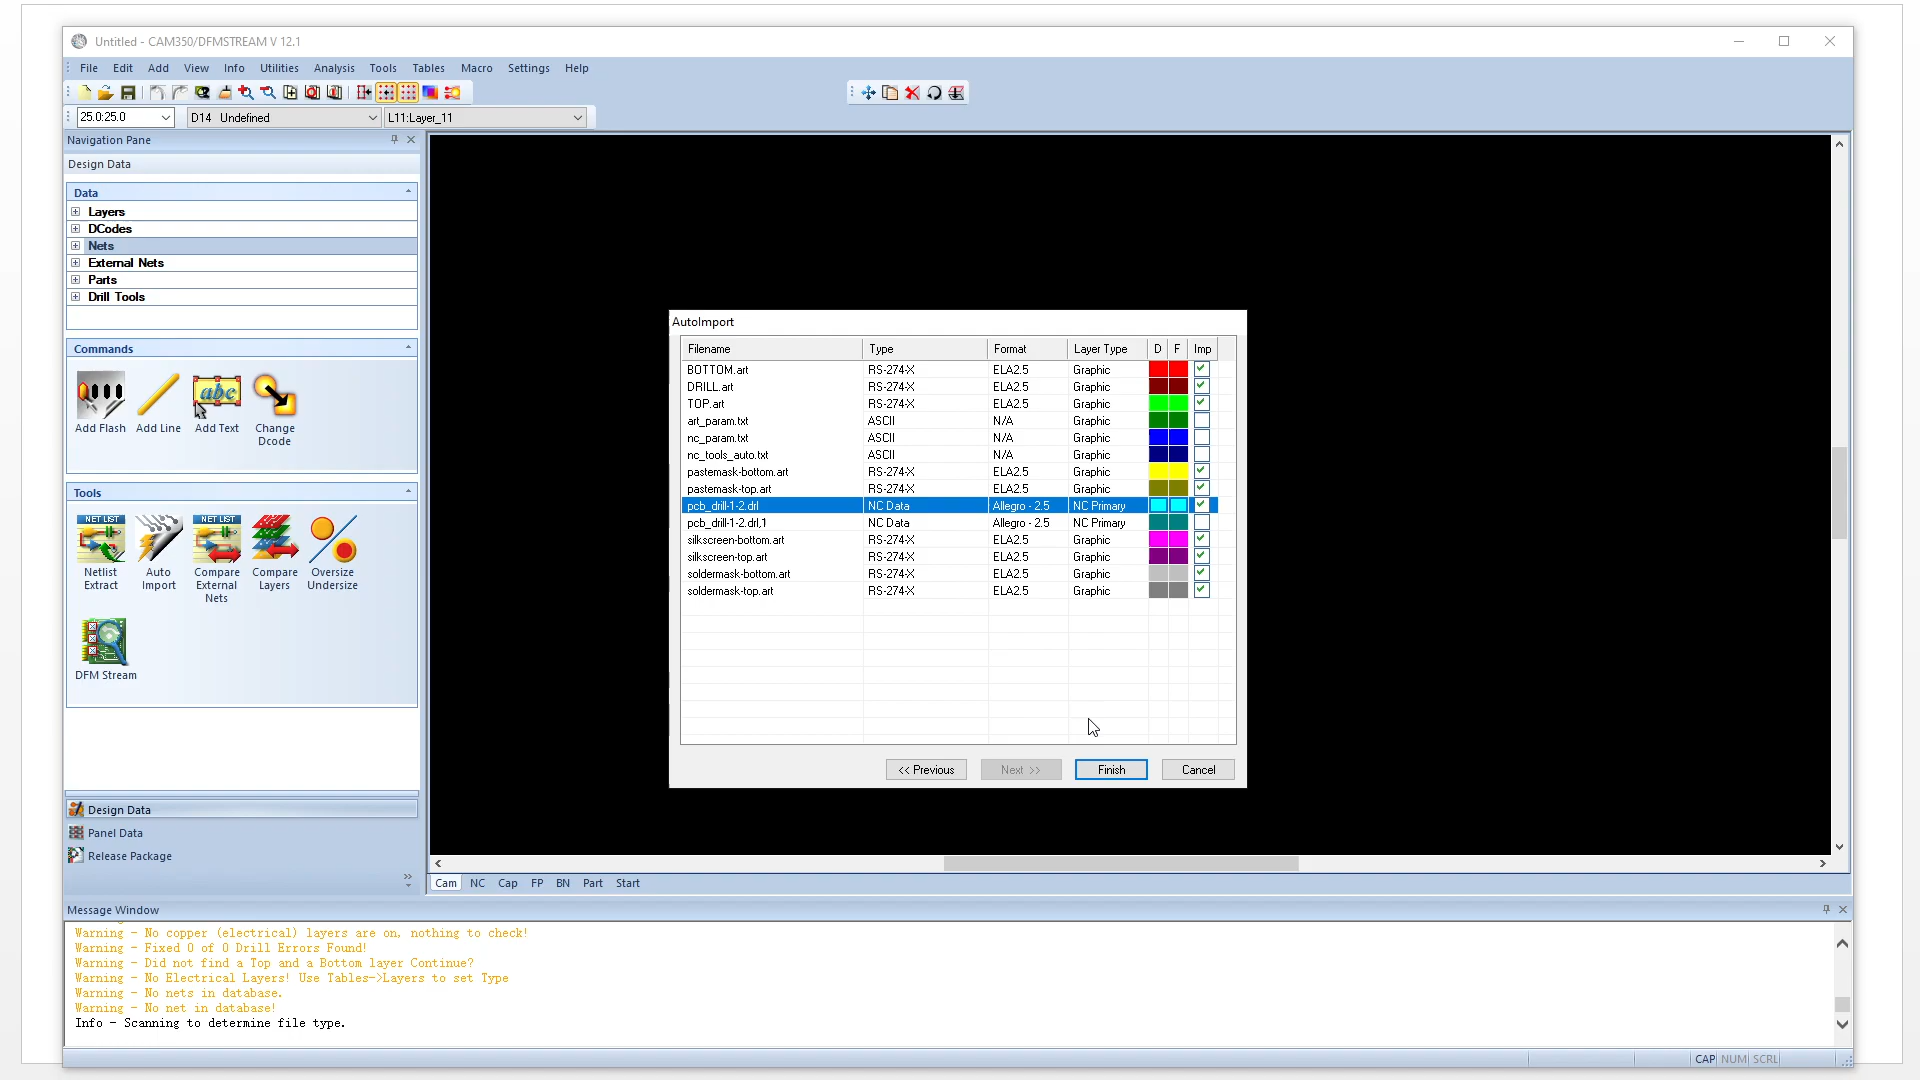 Untitled - CAM350/DFMSTREAM V 12.1
File Edit Add View Info Utilities Analysis Tools Tables Macro Settings Help
25.0:25.0 D14 Undefined L11:Layer_11
Navigation Pane
Design Data
Data
Layers
DCodes
Nets
External Nets
Parts
Drill Tools
Commands
abc
Add Flash Add Line Add Text Change Dcode
Tools
NET LIST NET LIST
Netlist Extract Auto Import Compare External Nets Compare Layers Oversize Undersize
DFM Stream
Design Data
Panel Data
Release Package
AutoImport
Filename Type Format Layer Type D F Imp
BOTTOM.art RS-274-X ELA2.5 Graphic
DRILL.art RS-274-X ELA2.5 Graphic
TOP.art RS-274-X ELA2.5 Graphic
art_param.txt ASCII N/A Graphic
nc_param.txt ASCII N/A Graphic
nc_tools_auto.txt ASCII N/A Graphic
pastemask-bottom.art RS-274-X ELA2.5 Graphic
pastemask-top.art RS-274-X ELA2.5 Graphic
pcb_drill-1-2.drl NC Data Allegro - 2.5 NC Primary
pcb_drill-1-2.drl,1 NC Data Allegro - 2.5 NC Primary
silkscreen-bottom.art RS-274-X ELA2.5 Graphic
silkscreen-top.art RS-274-X ELA2.5 Graphic
soldermask-bottom.art RS-274-X ELA2.5 Graphic
soldermask-top.art RS-274-X ELA2.5 Graphic
<< Previous Next >> Finish Cancel
Cam NC Cap FP BN Part Start
Message Window
Warning - No copper (electrical) layers are on, nothing to check!
Warning - Fixed 0 of 0 Drill Errors Found!
Warning - Did not find a Top and a Bottom layer Continue?
Warning - No Electrical Layers! Use Tables->Layers to set Type
Warning - No nets in database.
Warning - No net in database!
Info - Scanning to determine file type.
CAP NUM SCRL